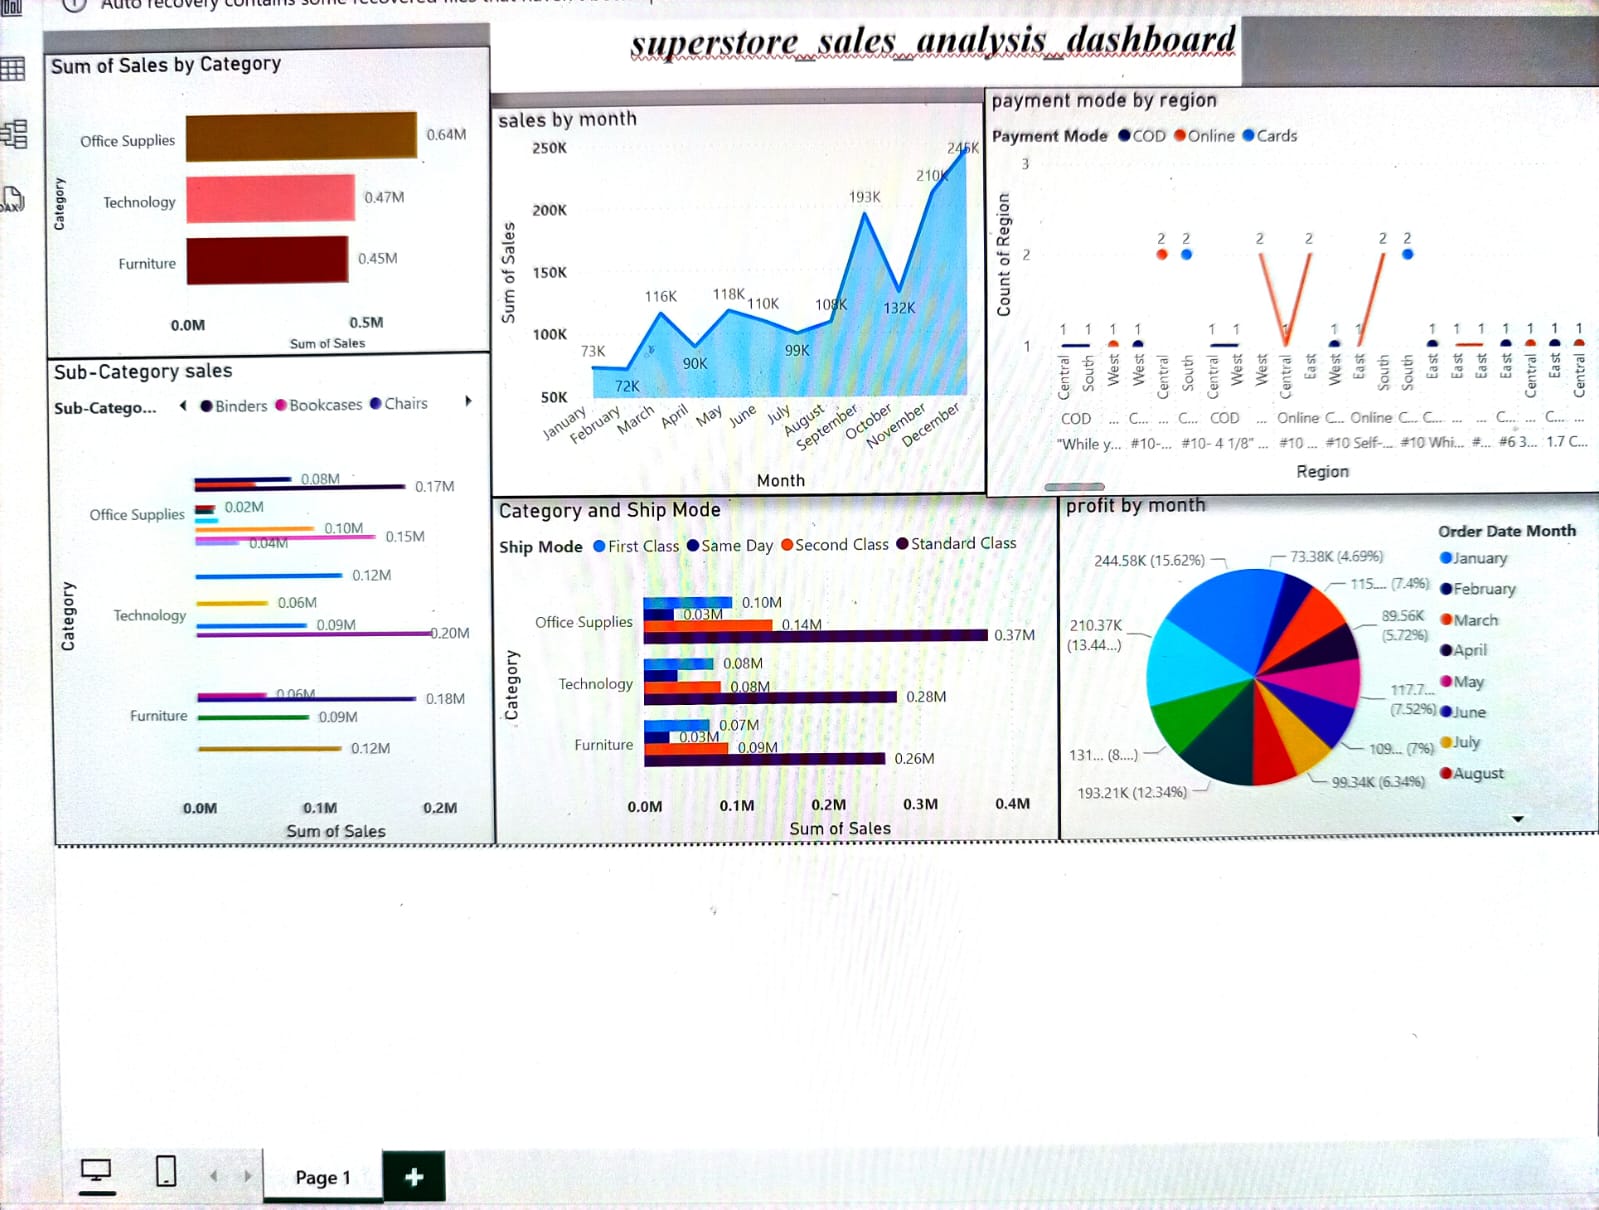 superstore_sales_analysis_dashboard
Sum of Sales by Category
Category
Office Supplies
0.64M
Technology
0.47M
Furniture
0.45M
0.0M
0.5M
Sum of Sales
sales by month
Sum of Sales
250K
200K
150K
100K
50K
73K
72K
116K
90K
118K
110K
99K
108K
193K
132K
210K
245K
January
February
March
April
May
June
July
August
September
October
November
December
Month
payment mode by region
Payment Mode COD Online Cards
Count of Region
3
2
1
1 1 1 1 2 2 1 1 2 1 2 1 1 2 2 1 1 1 1 1 1 1
Central South West West Central South Central West West Central East West East South South East East East East Central East Central
COD ... C... ... C... COD ... Online C... Online C... C... ... ... C... ... C... ...
"While y... #10-... #10- 4 1/8" ... #10 ... #10 Self-... #10 Whi... #... #6 3... 1.7 C...
Region
Sub-Category sales
Sub-Catego... Binders Bookcases Chairs
Category
Office Supplies
0.08M
0.17M
0.02M
0.10M
0.15M
0.04M
Technology
0.12M
0.06M
0.09M
0.20M
Furniture
0.06M
0.18M
0.09M
0.12M
0.0M
0.1M
0.2M
Sum of Sales
Category and Ship Mode
Ship Mode First Class Same Day Second Class Standard Class
Category
Office Supplies
0.10M
0.03M
0.14M
0.37M
Technology
0.08M
0.08M
0.28M
Furniture
0.07M
0.03M
0.09M
0.26M
0.0M
0.1M
0.2M
0.3M
0.4M
Sum of Sales
profit by month
244.58K (15.62%)
73.38K (4.69%)
115.... (7.4%)
89.56K
(5.72%)
117.7...
(7.52%)
109... (7%)
99.34K (6.34%)
193.21K (12.34%)
131... (8....)
210.37K
(13.44...)
Order Date Month
January
February
March
April
May
June
July
August
Page 1